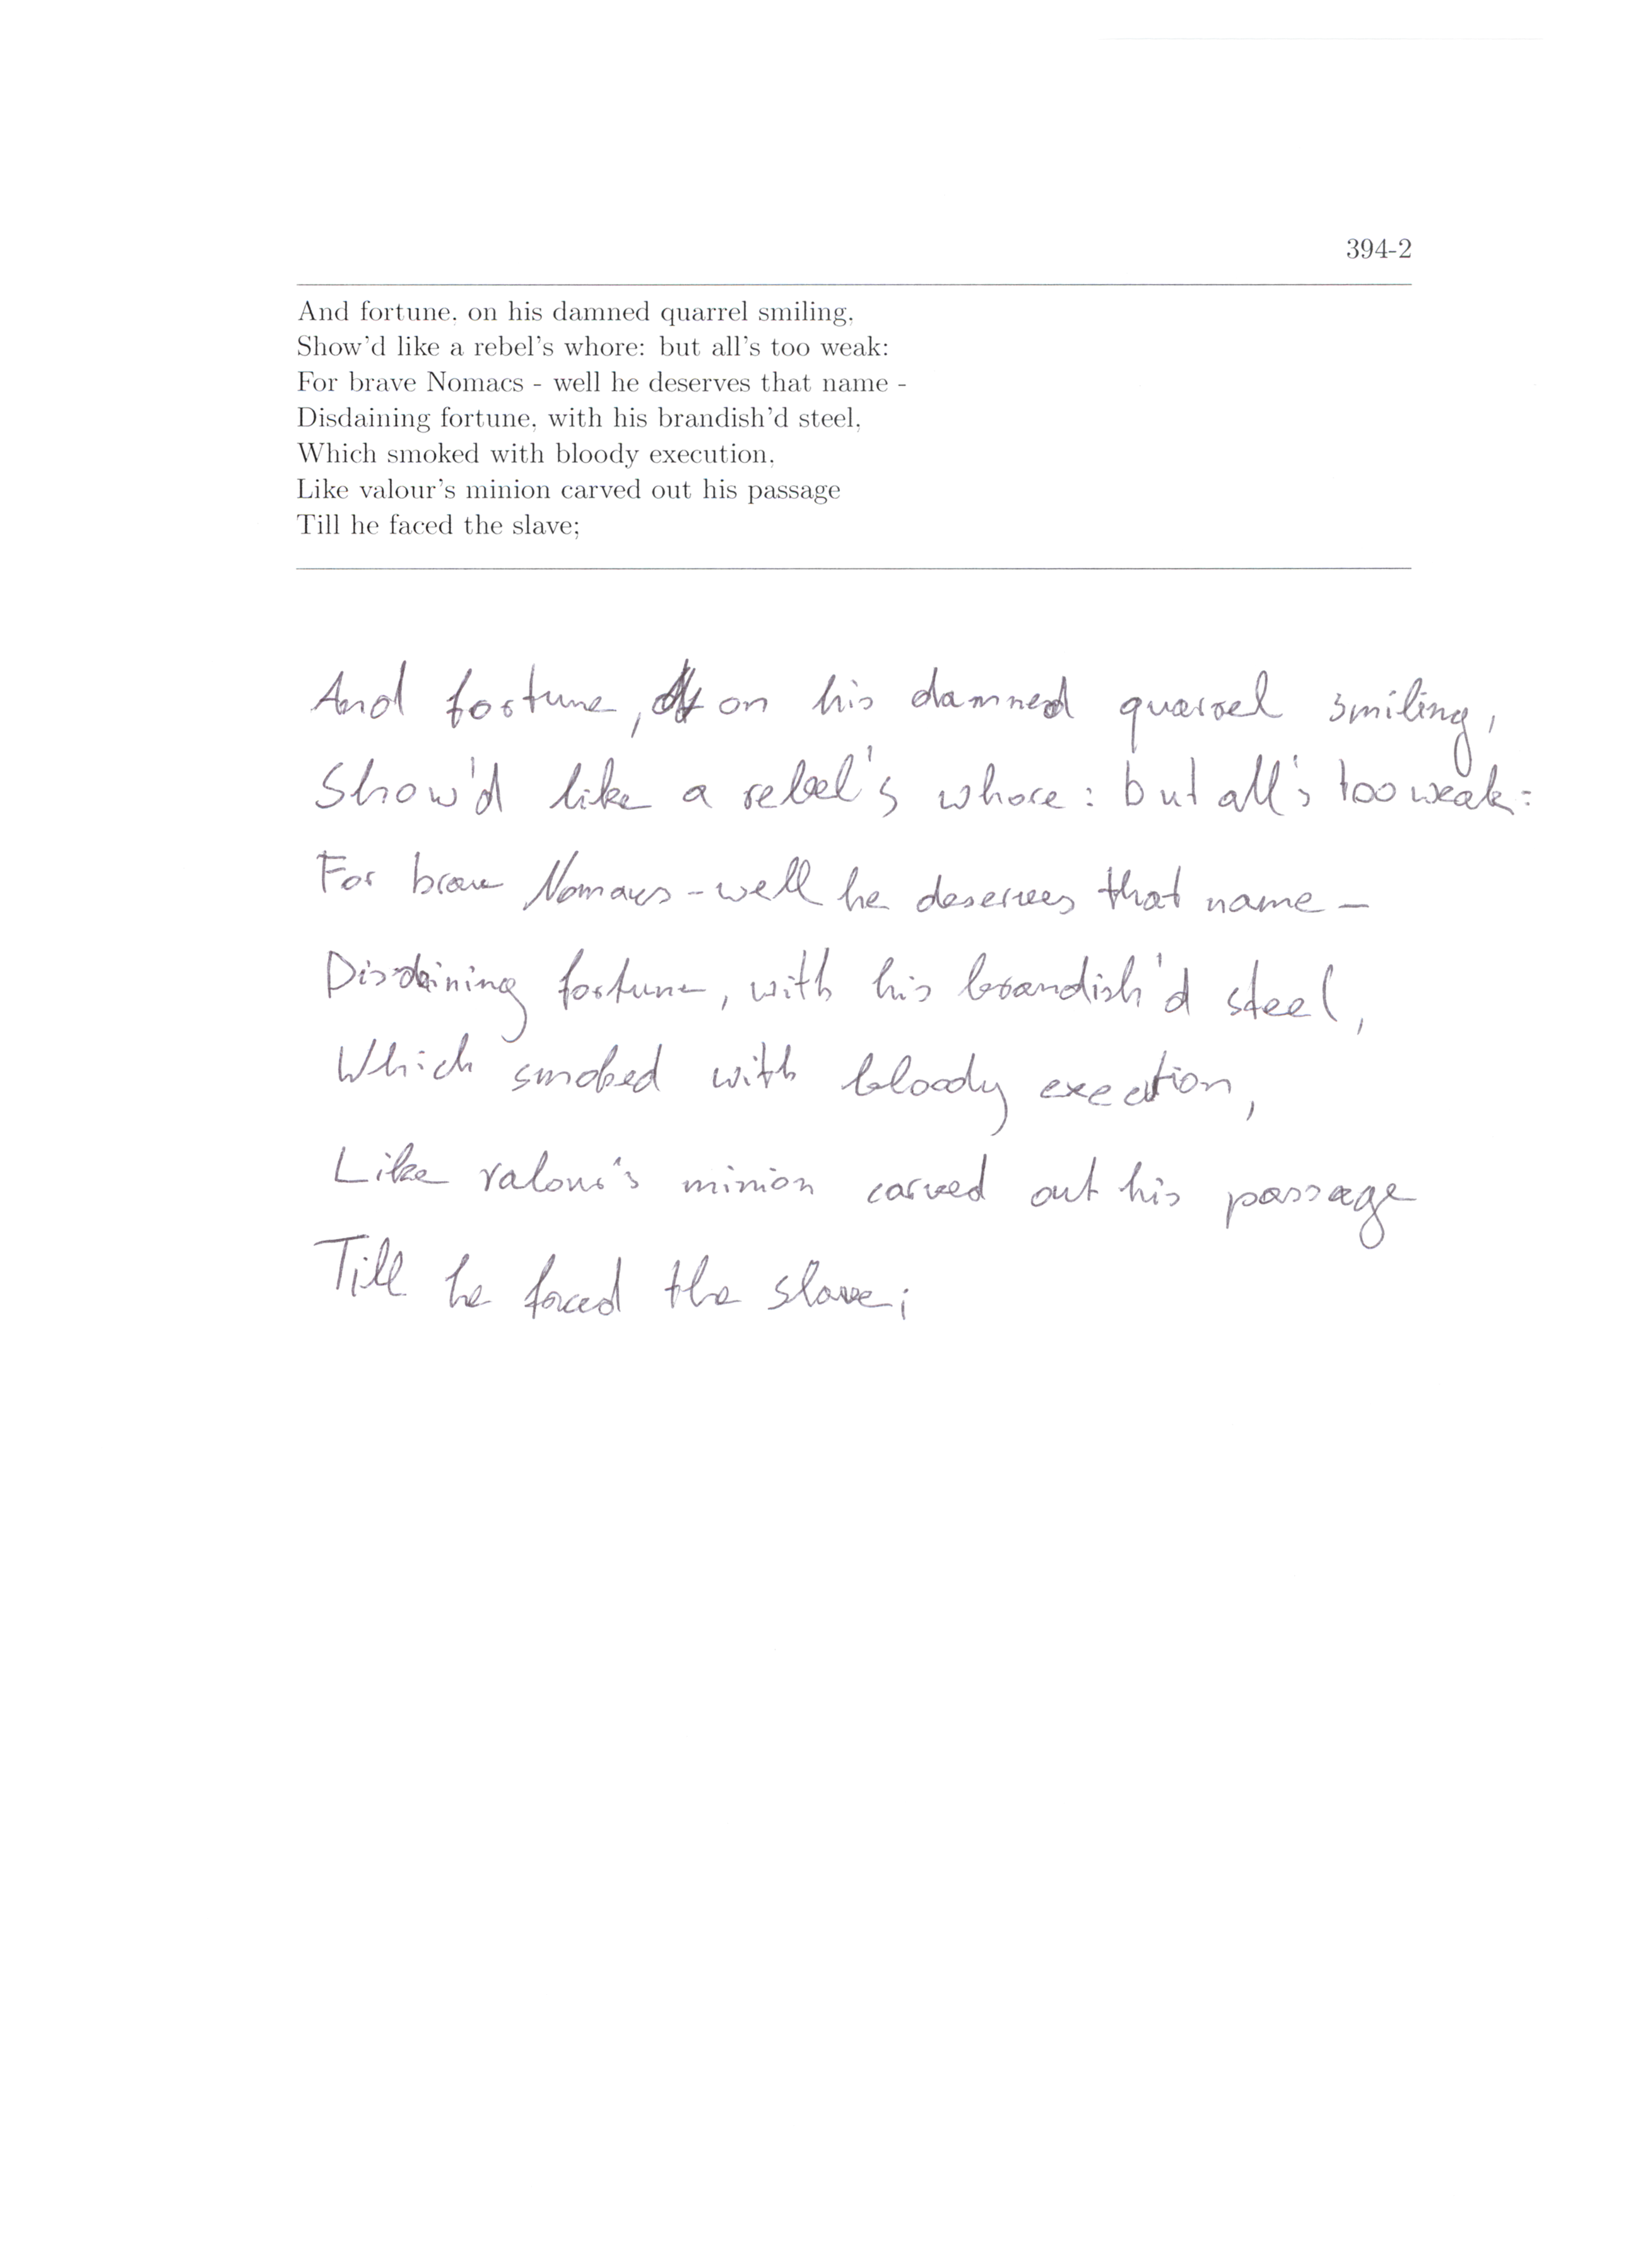 394-2
And fortune, on his damned quarrel smiling,
Show'd like a rebel's whore: but all's too weak:
For brave Nomacs - well he deserves that name -
Disdaining fortune, with his brandish'd steel,
Which smoked with bloody execution,
Like valour's minion carved out his passage
Till he faced the slave;
And fortune, on his damned quarrel smiling,
Show'd like a rebel's whore: but all's too weak:
For brave Nomacs - well he deserves that name -
Disdaining fortune, with his brandish'd steel,
Which smoked with bloody exection,
Like valour's minion carved out his passage
Till he faced the slave;